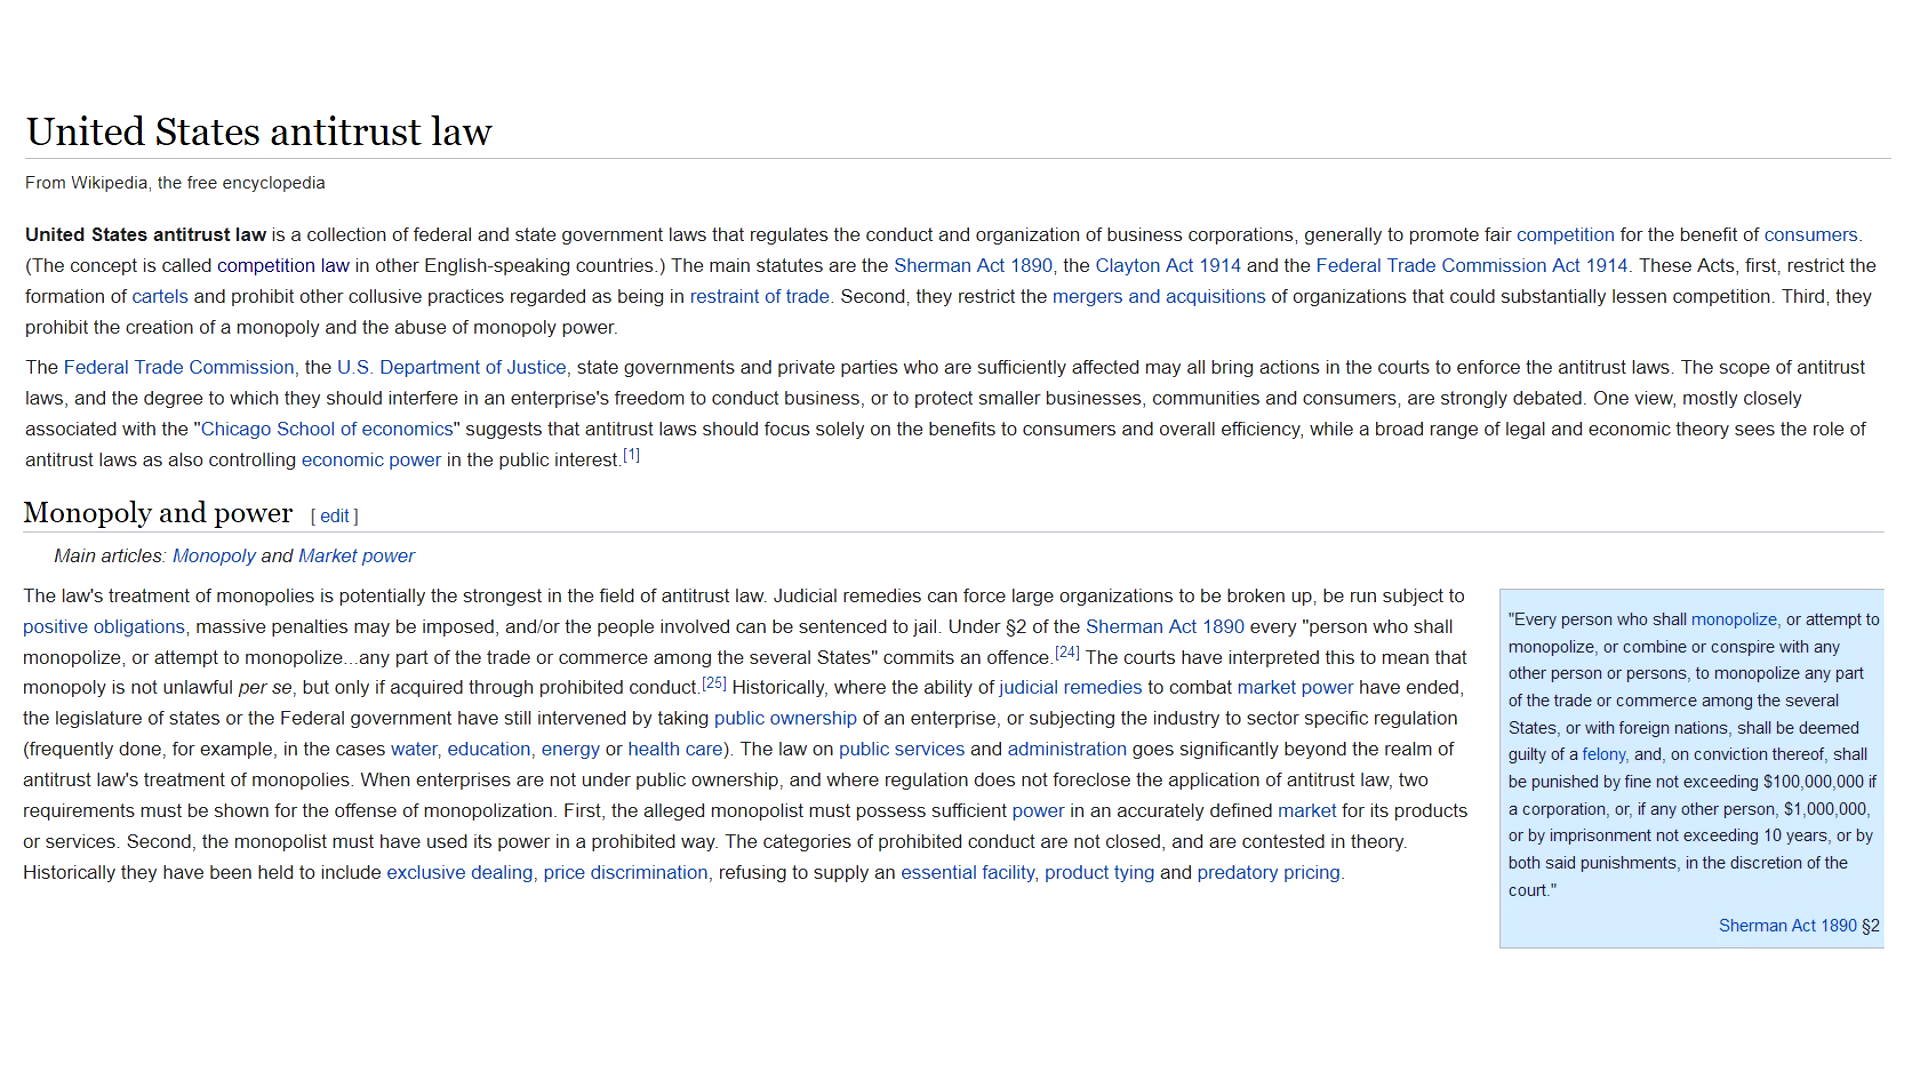 United States antitrust law
From Wikipedia, the free encyclopedia
United States antitrust law is a collection of federal and state government laws that regulates the conduct and organization of business corporations, generally to promote fair competition for the benefit of consumers.
(The concept is called competition law in other English-speaking countries.) The main statutes are the Sherman Act 1890, the Clayton Act 1914 and the Federal Trade Commission Act 1914. These Acts, first, restrict the
formation of cartels and prohibit other collusive practices regarded as being in restraint of trade. Second, they restrict the mergers and acquisitions of organizations that could substantially lessen competition. Third, they
prohibit the creation of a monopoly and the abuse of monopoly power.
The Federal Trade Commission, the U.S. Department of Justice, state governments and private parties who are sufficiently affected may all bring actions in the courts to enforce the antitrust laws. The scope of antitrust
laws, and the degree to which they should interfere in an enterprise's freedom to conduct business, or to protect smaller businesses, communities and consumers, are strongly debated. One view, mostly closely
associated with the "Chicago School of economics" suggests that antitrust laws should focus solely on the benefits to consumers and overall efficiency, while a broad range of legal and economic theory sees the role of
antitrust laws as also controlling economic power in the public interest.[1]
Monopoly and power [ edit ]
Main articles: Monopoly and Market power
The law's treatment of monopolies is potentially the strongest in the field of antitrust law. Judicial remedies can force large organizations to be broken up, be run subject to
positive obligations, massive penalties may be imposed, and/or the people involved can be sentenced to jail. Under §2 of the Sherman Act 1890 every "person who shall
monopolize, or attempt to monopolize...any part of the trade or commerce among the several States" commits an offence.[24] The courts have interpreted this to mean that
monopoly is not unlawful per se, but only if acquired through prohibited conduct.[25] Historically, where the ability of judicial remedies to combat market power have ended,
the legislature of states or the Federal government have still intervened by taking public ownership of an enterprise, or subjecting the industry to sector specific regulation
(frequently done, for example, in the cases water, education, energy or health care). The law on public services and administration goes significantly beyond the realm of
antitrust law's treatment of monopolies. When enterprises are not under public ownership, and where regulation does not foreclose the application of antitrust law, two
requirements must be shown for the offense of monopolization. First, the alleged monopolist must possess sufficient power in an accurately defined market for its products
or services. Second, the monopolist must have used its power in a prohibited way. The categories of prohibited conduct are not closed, and are contested in theory.
Historically they have been held to include exclusive dealing, price discrimination, refusing to supply an essential facility, product tying and predatory pricing.
"Every person who shall monopolize, or attempt to
monopolize, or combine or conspire with any
other person or persons, to monopolize any part
of the trade or commerce among the several
States, or with foreign nations, shall be deemed
guilty of a felony, and, on conviction thereof, shall
be punished by fine not exceeding $100,000,000 if
a corporation, or, if any other person, $1,000,000,
or by imprisonment not exceeding 10 years, or by
both said punishments, in the discretion of the
court."
Sherman Act 1890 §2